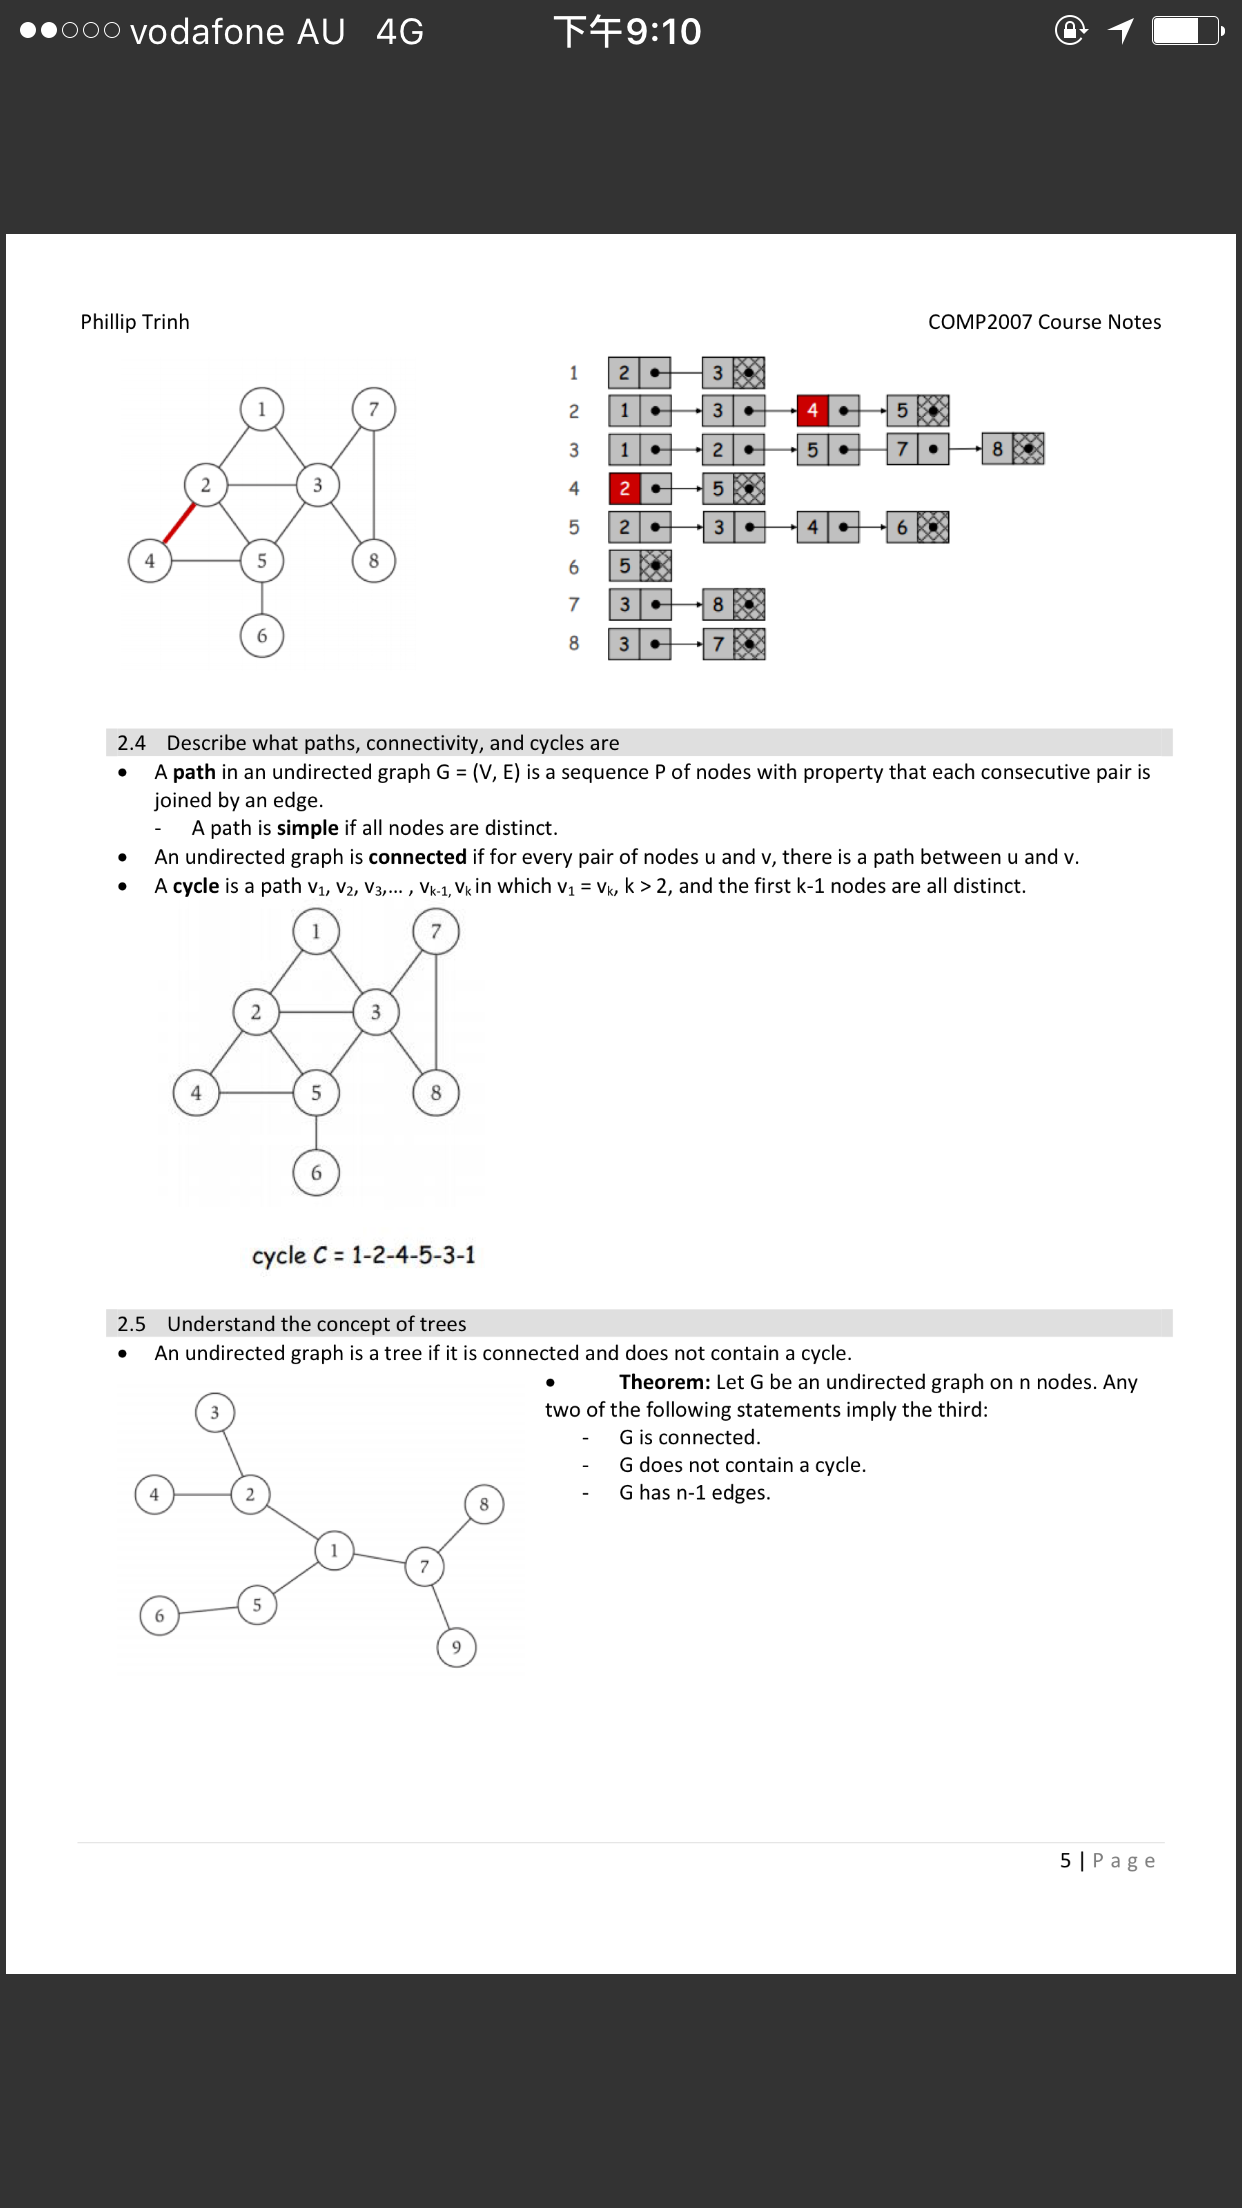 vodafone AU 4G 下午9:10
Phillip Trinh COMP2007 Course Notes
1 2 3
2 1 3 4 5
3 1 2 5 7 8
4 2 5
5 2 3 4 6
6 5
7 3 8
8 3 7
1 7
2 3
4 5 8
6
2.4 Describe what paths, connectivity, and cycles are
• A path in an undirected graph G = (V, E) is a sequence P of nodes with property that each consecutive pair is
joined by an edge.
- A path is simple if all nodes are distinct.
• An undirected graph is connected if for every pair of nodes u and v, there is a path between u and v.
• A cycle is a path v1, v2, v3,... , vk-1, vk in which v1 = vk, k > 2, and the first k-1 nodes are all distinct.
1 7
2 3
4 5 8
6
cycle C = 1-2-4-5-3-1
2.5 Understand the concept of trees
• An undirected graph is a tree if it is connected and does not contain a cycle.
• Theorem: Let G be an undirected graph on n nodes. Any
two of the following statements imply the third:
- G is connected.
- G does not contain a cycle.
- G has n-1 edges.
3
4 2 8
1 7
6 5
9
5 | Page